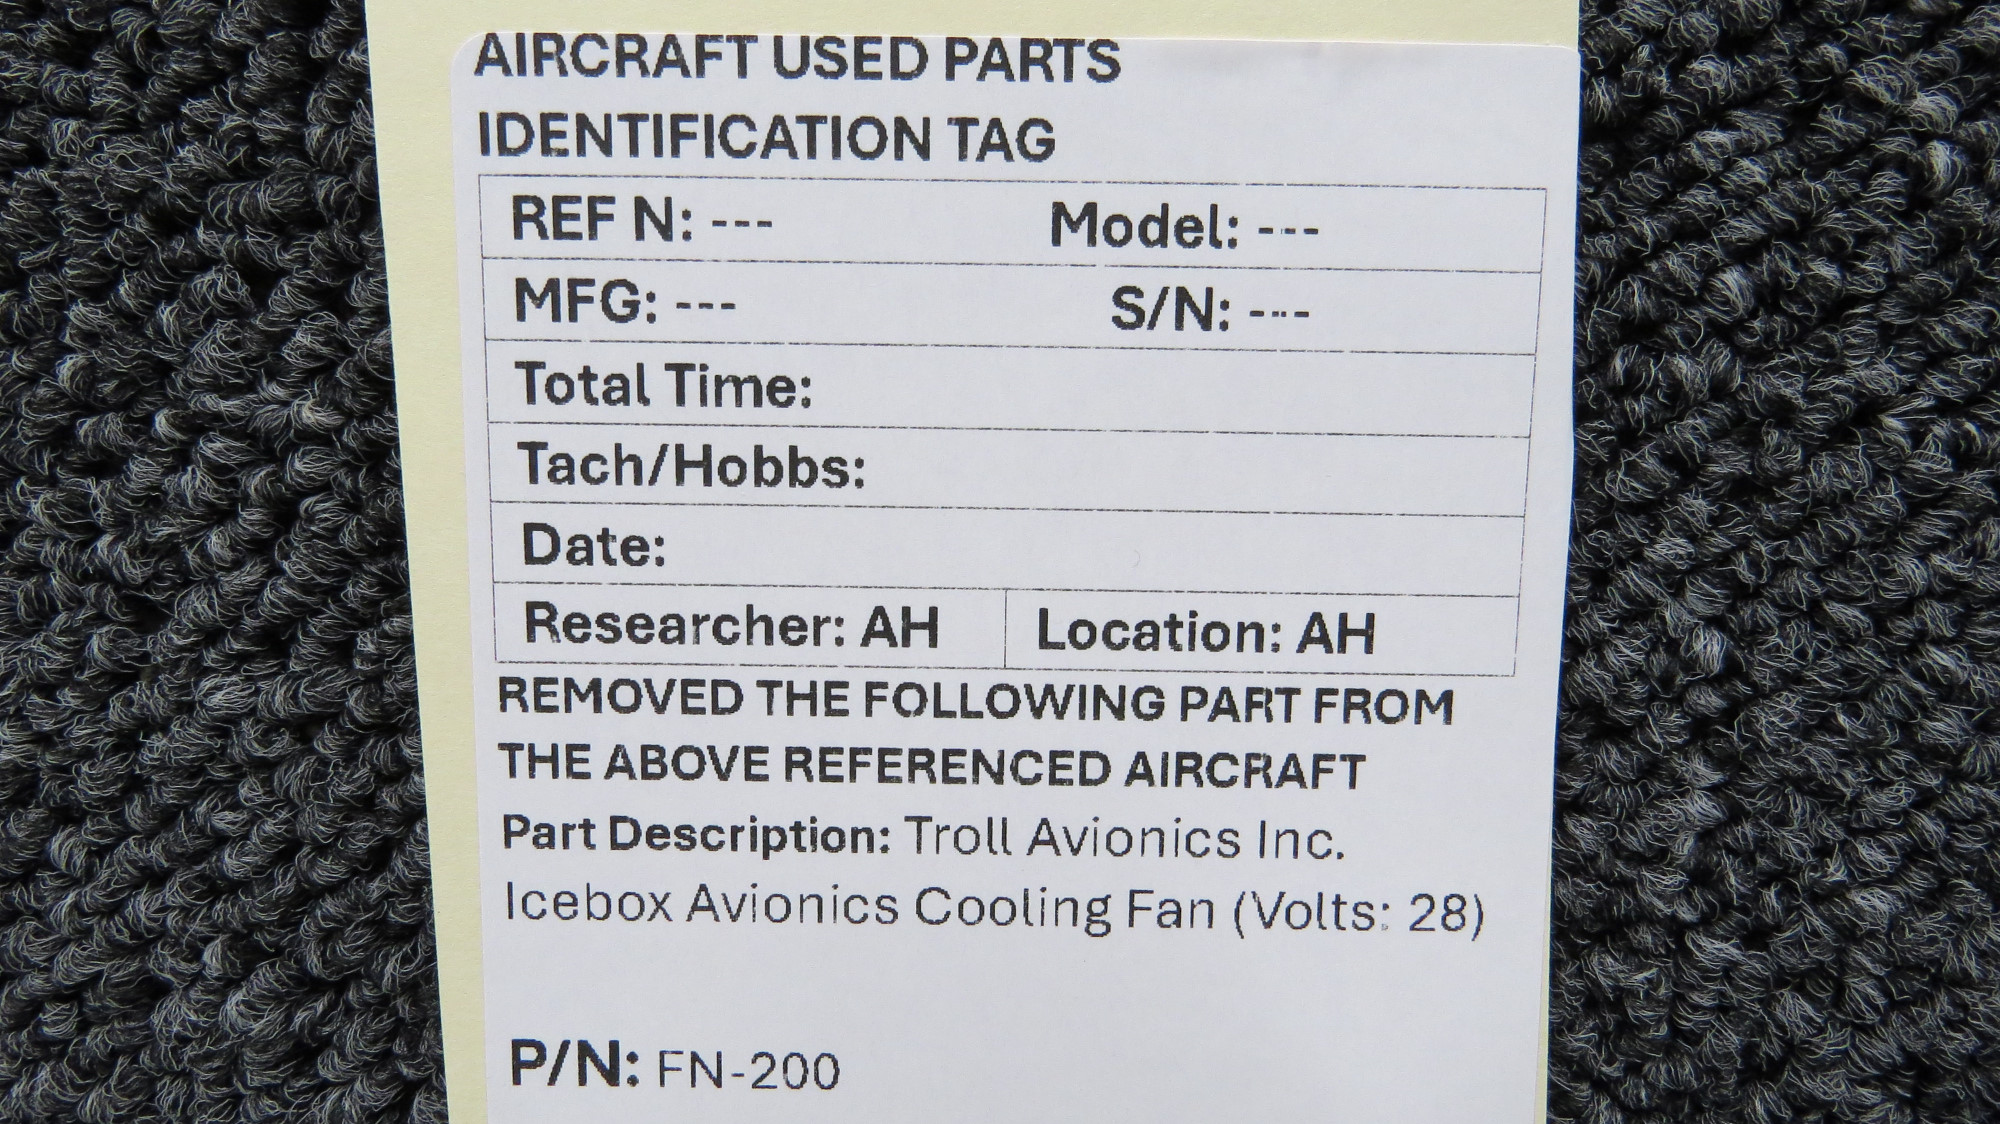 AIRCRAFT USED PARTS
IDENTIFICATION TAG
REF N: --- Model: ---
MFG: --- S/N: ---
Total Time:
Tach/Hobbs:
Date:
Researcher: AH Location: AH
REMOVED THE FOLLOWING PART FROM
THE ABOVE REFERENCED AIRCRAFT
Part Description: Troll Avionics Inc.
Icebox Avionics Cooling Fan (Volts: 28)
P/N: FN-200